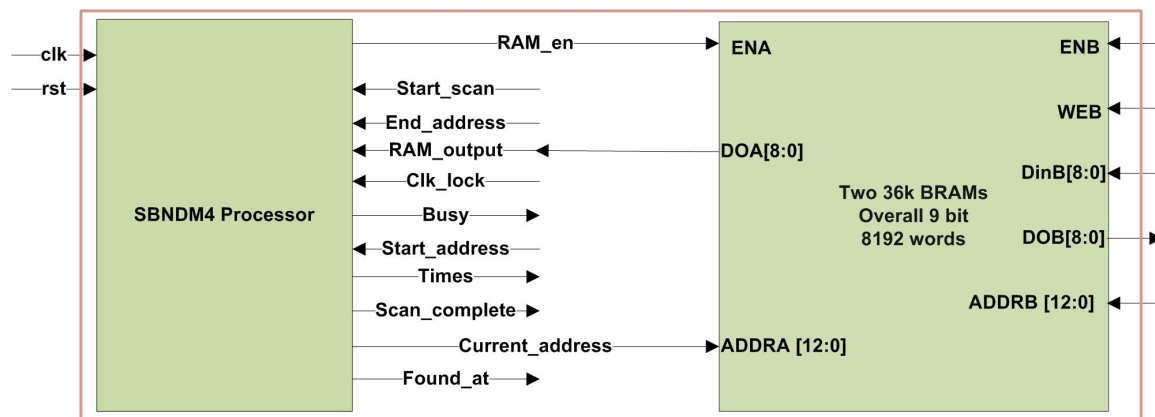 clk
rst
SBNDM4 Processor
RAM_en
Start_scan
End_address
RAM_output
Clk_lock
Busy
Start_address
Times
Scan_complete
Current_address
Found_at
ENA
DOA[8:0]
ADDRA [12:0]
Two 36k BRAMs
Overall 9 bit
8192 words
ENB
WEB
DinB[8:0]
DOB[8:0]
ADDRB [12:0]